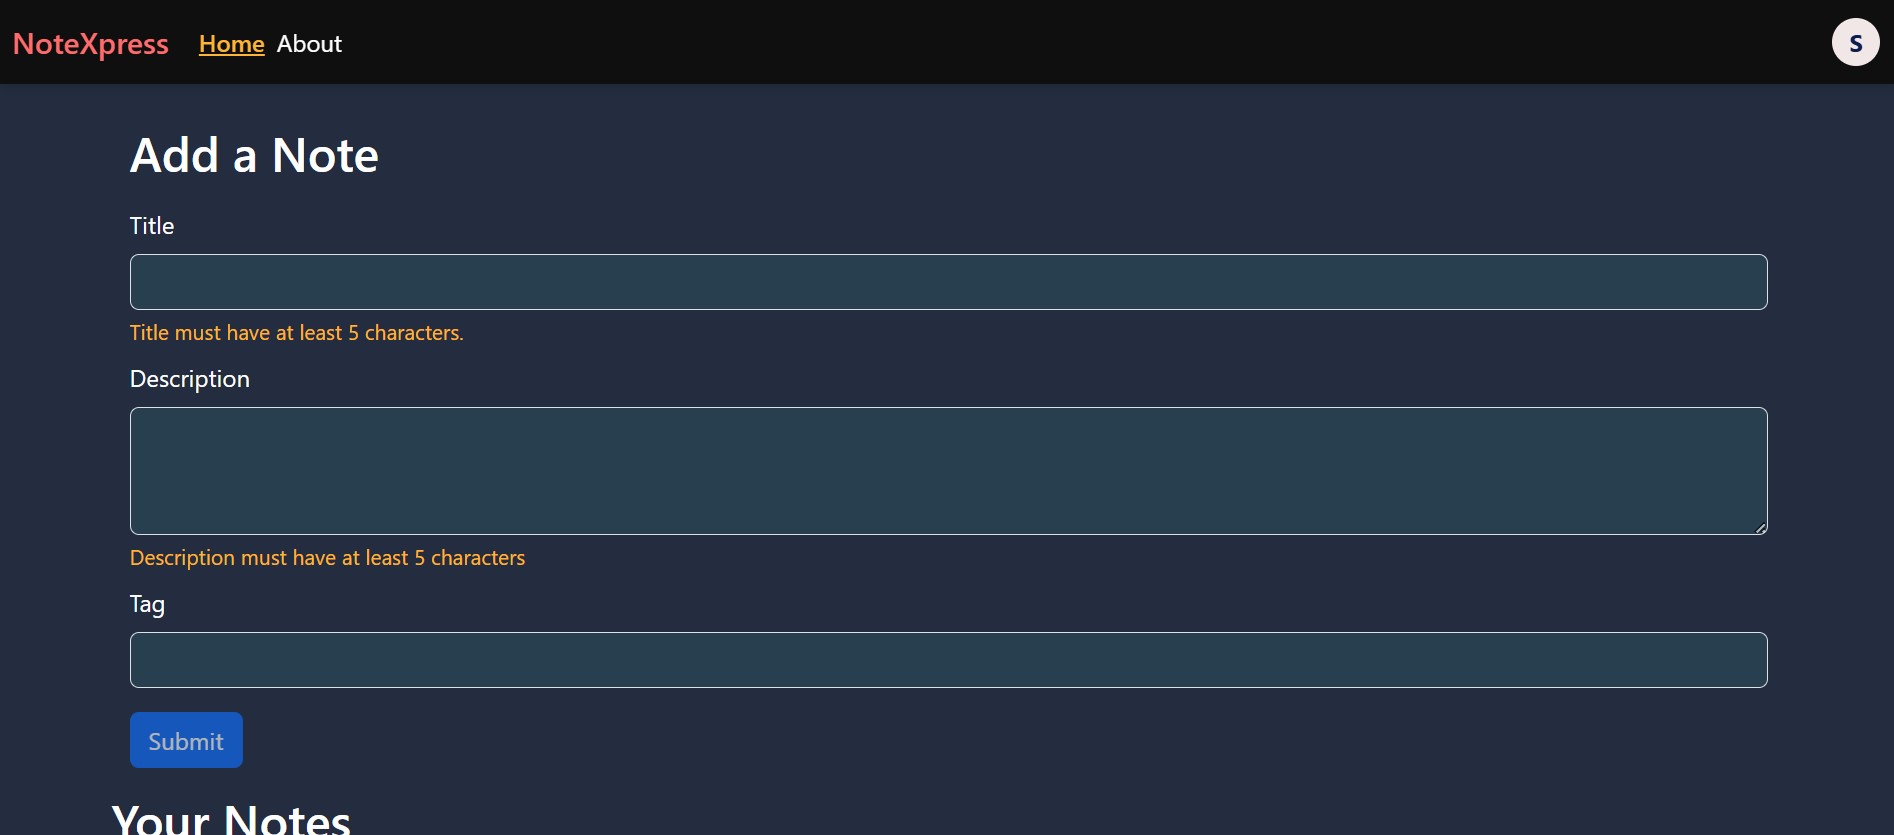 NoteXpress Home About S
Add a Note
Title
Title must have at least 5 characters.
Description
Description must have at least 5 characters
Tag
Submit
Your Notes